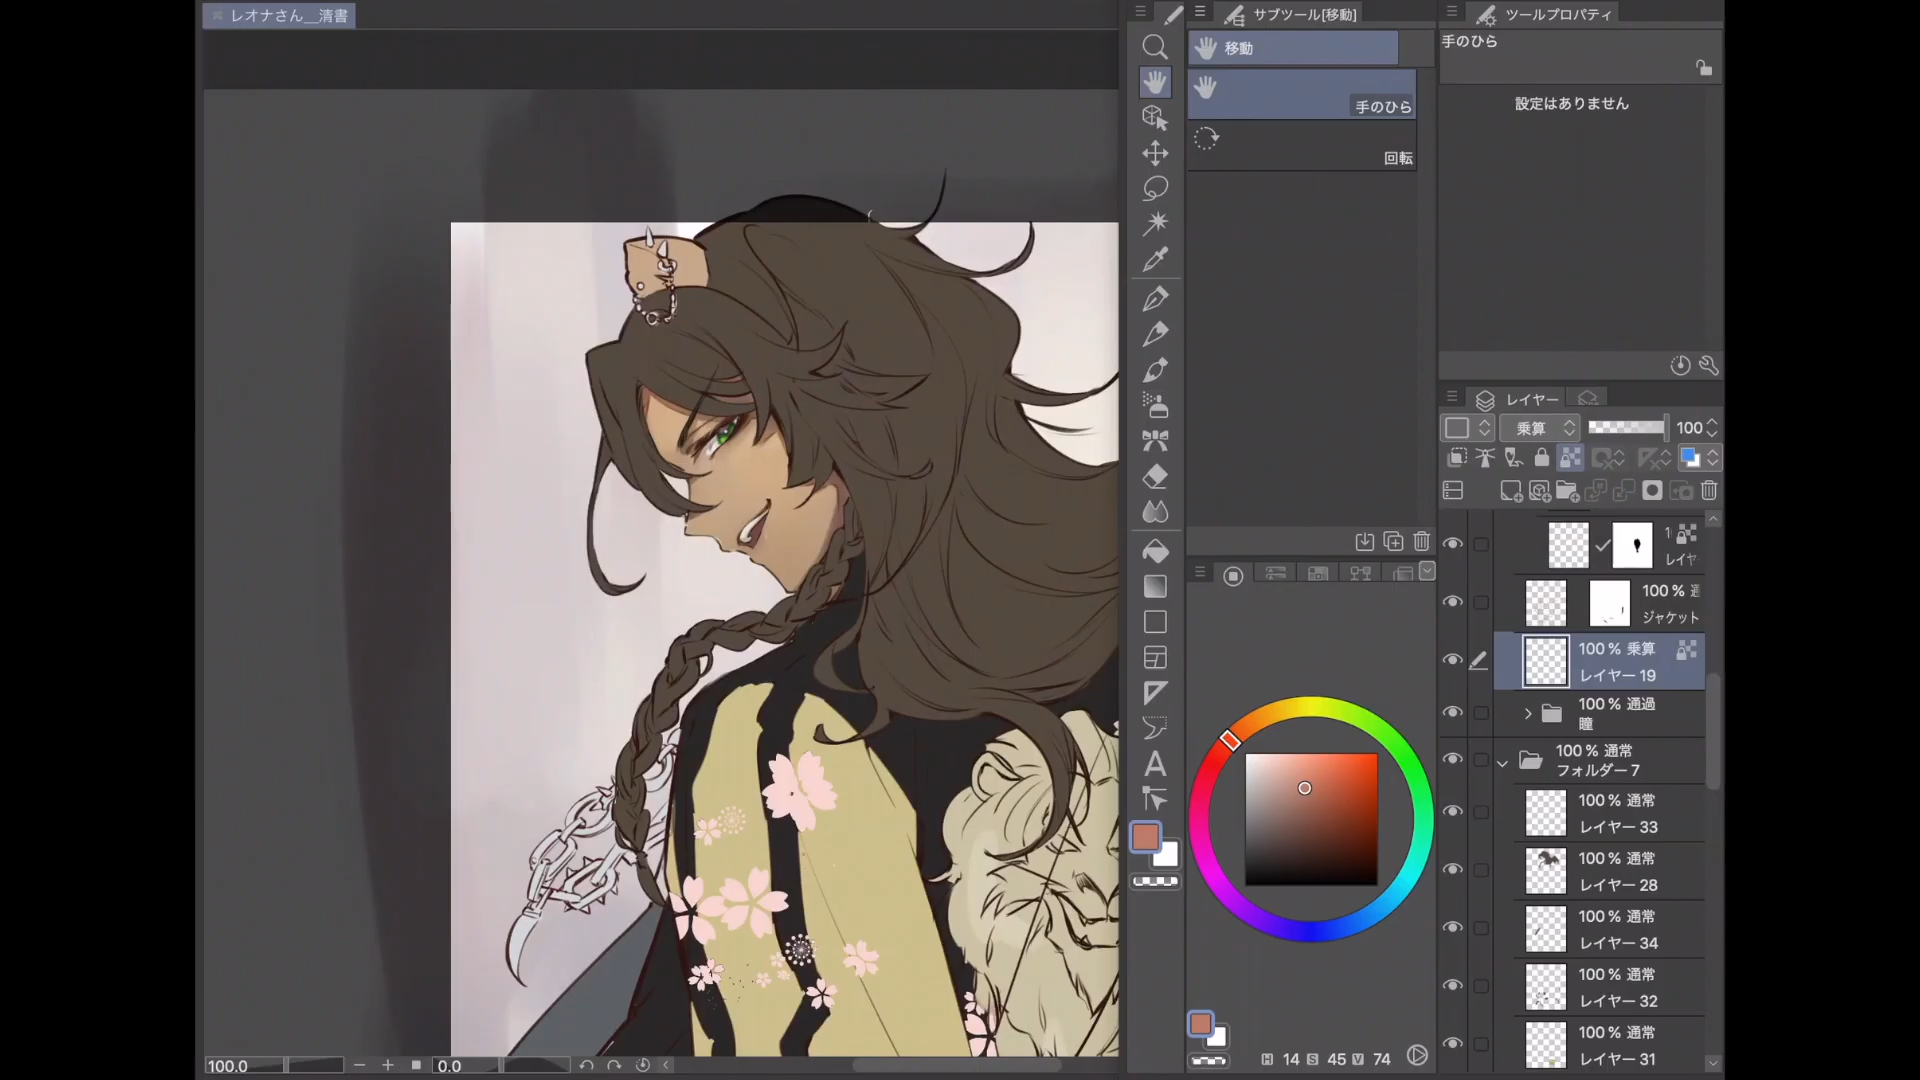 レオナさん__清書
サブツール[移動]
移動
手のひら
回転
ツールプロパティ
手のひら
設定はありません
レイヤー
乗算
100
レイヤ
100 %
ジャケット
100 % 乗算
レイヤー 19
100 % 通過
瞳
100 % 通常
フォルダー 7
100 % 通常
レイヤー 33
100 % 通常
レイヤー 28
100 % 通常
レイヤー 34
100 % 通常
レイヤー 32
100 % 通常
レイヤー 31
A
H 14 S 45 V 74
100.0
0.0